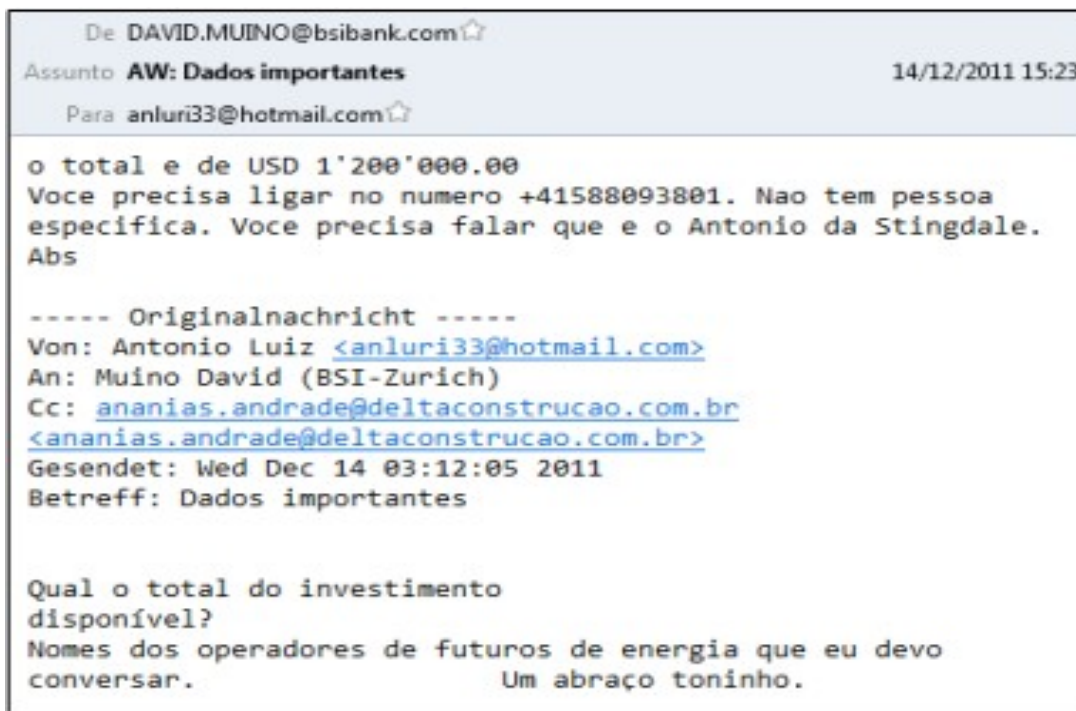 De DAVID.MUINO@bsibank.com
Assunto AW: Dados importantes 14/12/2011 15:23
Para anluri33@hotmail.com
o total e de USD 1'200'000.00
Voce precisa ligar no numero +41588093801. Nao tem pessoa
especifica. Voce precisa falar que e o Antonio da Stingdale.
Abs
----- Originalnachricht -----
Von: Antonio Luiz <anluri33@hotmail.com>
An: Muino David (BSI-Zurich)
Cc: ananias.andrade@deltaconstrucao.com.br
<ananias.andrade@deltaconstrucao.com.br>
Gesendet: Wed Dec 14 03:12:05 2011
Betreff: Dados importantes
Qual o total do investimento
disponível?
Nomes dos operadores de futuros de energia que eu devo
conversar. Um abraço toninho.